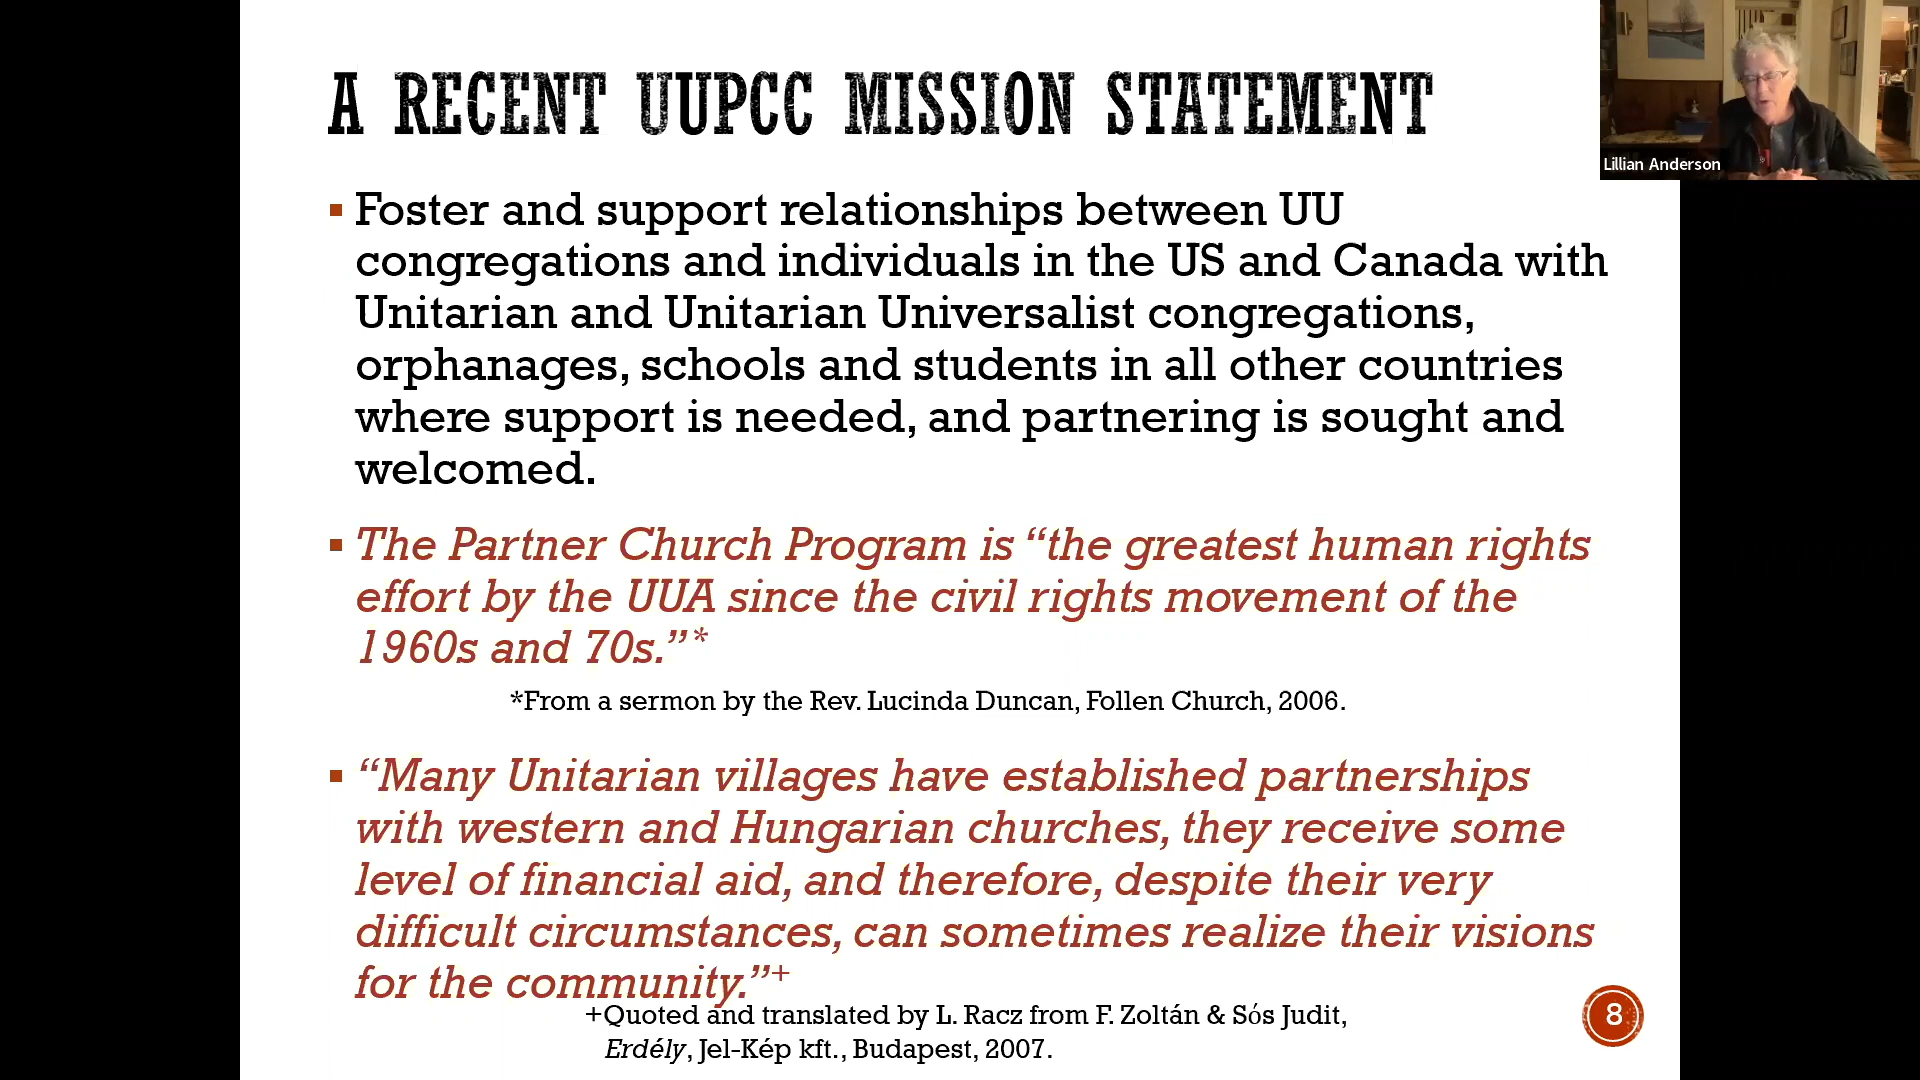 A RECENT UUPCC MISSION STATEMENT
Lillian Anderson
▪ Foster and support relationships between UU
congregations and individuals in the US and Canada with
Unitarian and Unitarian Universalist congregations,
orphanages, schools and students in all other countries
where support is needed, and partnering is sought and
welcomed.
▪ The Partner Church Program is “the greatest human rights
effort by the UUA since the civil rights movement of the
1960s and 70s.”*
*From a sermon by the Rev. Lucinda Duncan, Follen Church, 2006.
▪ “Many Unitarian villages have established partnerships
with western and Hungarian churches, they receive some
level of financial aid, and therefore, despite their very
difficult circumstances, can sometimes realize their visions
for the community.”+
+Quoted and translated by L. Racz from F. Zoltán & Sós Judit,
Erdély, Jel-Kép kft., Budapest, 2007.
8